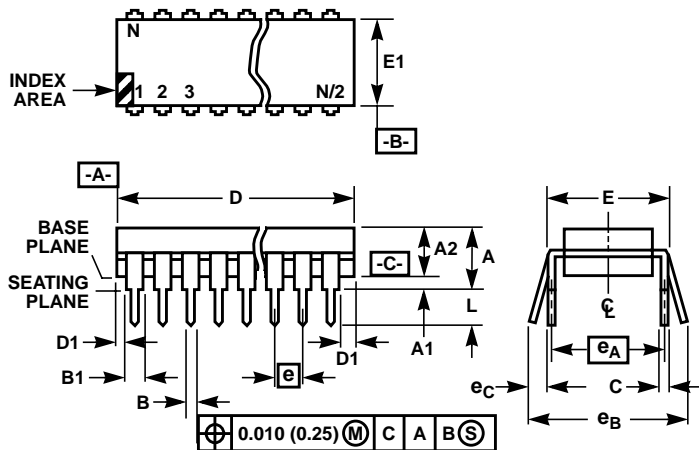 N
E1
INDEX
AREA
1 2 3 N/2
-B-
-A-
D
E
BASE
PLANE
A2
A
-C-
SEATING
PLANE
L
C
L
D1
A1
D1
eA
B1
e
eC
C
B
eB
0.010 (0.25) M C A B S